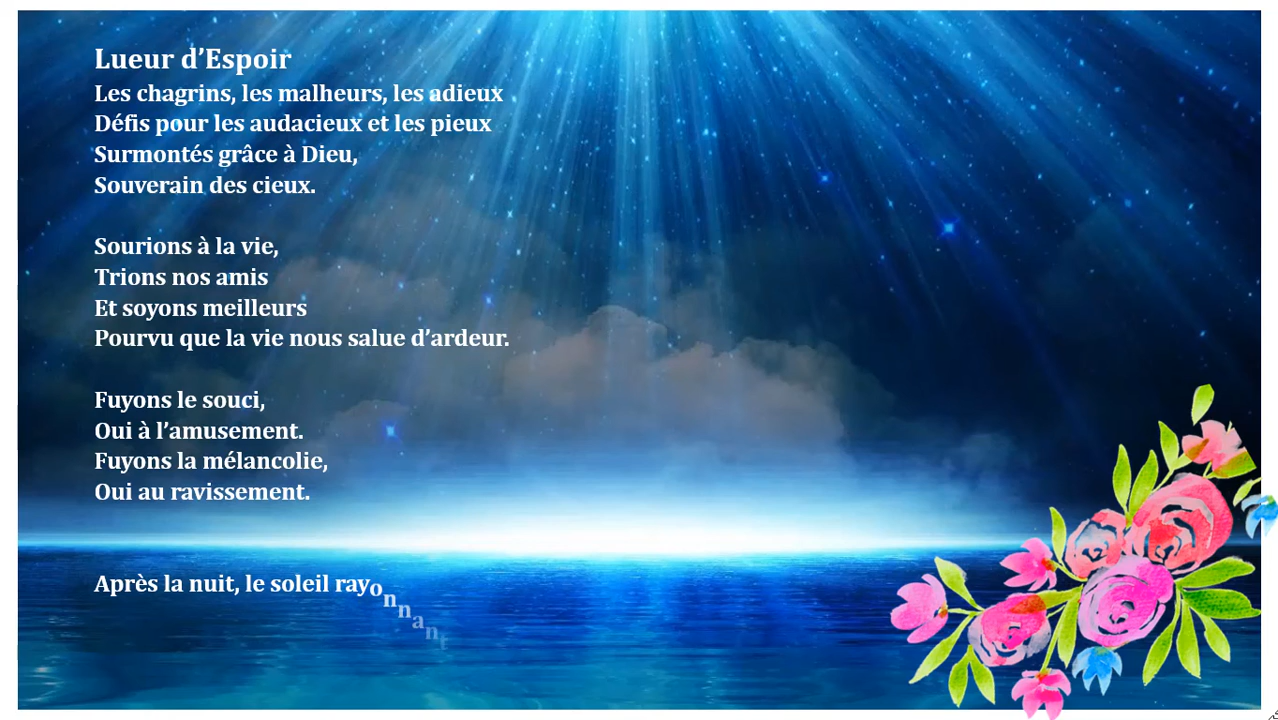 Lueur d’Espoir
Les chagrins, les malheurs, les adieux
Défis pour les audacieux et les pieux
Surmontés grâce à Dieu,
Souverain des cieux.
Sourions à la vie,
Trions nos amis
Et soyons meilleurs
Pourvu que la vie nous salue d’ardeur.
Fuyons le souci,
Oui à l’amusement.
Fuyons la mélancolie,
Oui au ravissement.
Après la nuit, le soleil rayonnant